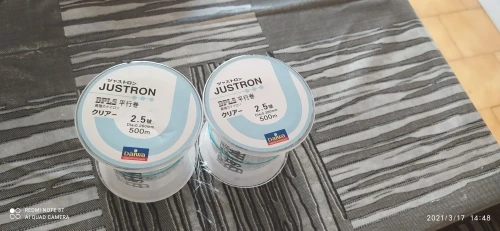 ジャストロン
JUSTRON
DPLS 平行巻
クリアー
2.5号
500m
Daiwa
ジャストロン
JUSTRON
DPLS 平行巻
クリアー
2.5号
500m
Daiwa
REDMI NOTE 8T
AI QUAD CAMERA
2021/3/17 14:48